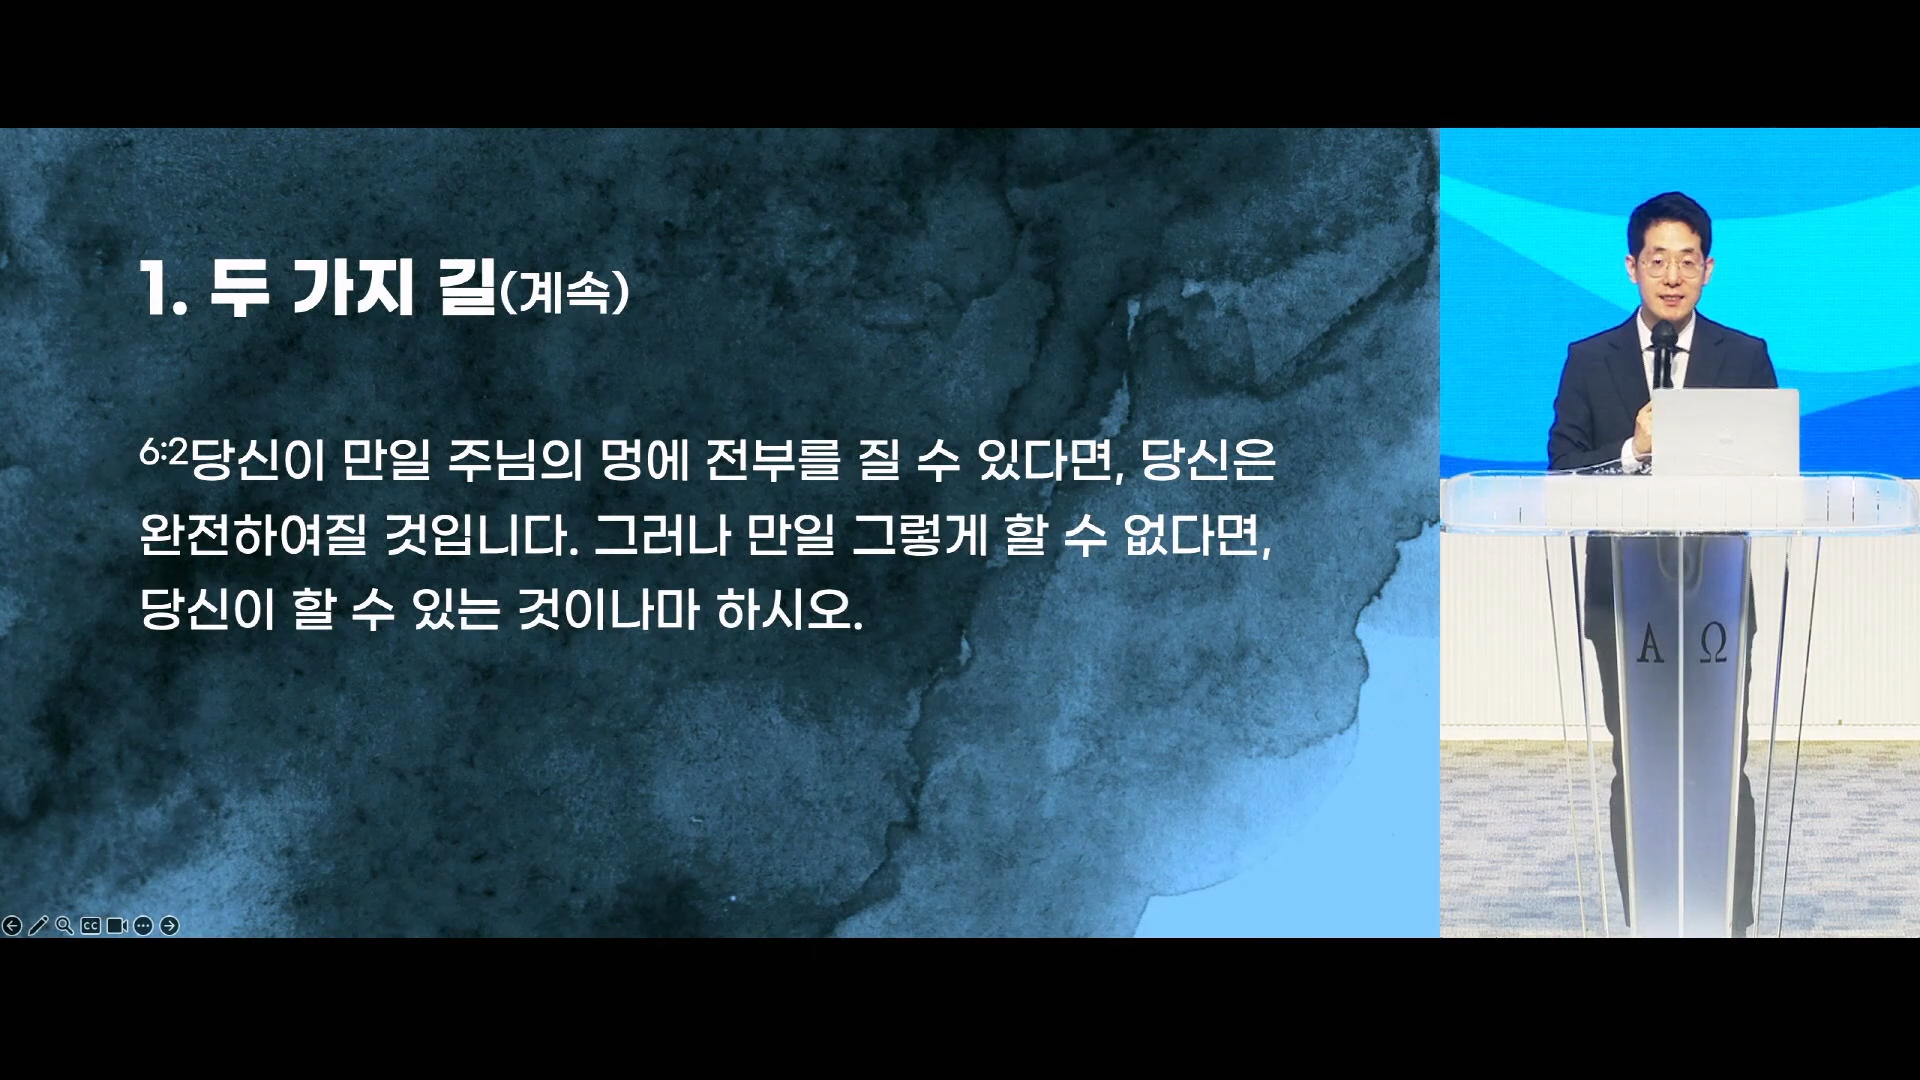 1. 두 가지 길(계속)
6:2당신이 만일 주님의 멍에 전부를 질 수 있다면, 당신은
완전하여질 것입니다. 그러나 만일 그렇게 할 수 없다면,
당신이 할 수 있는 것이나마 하시오.
CC
Α Ω